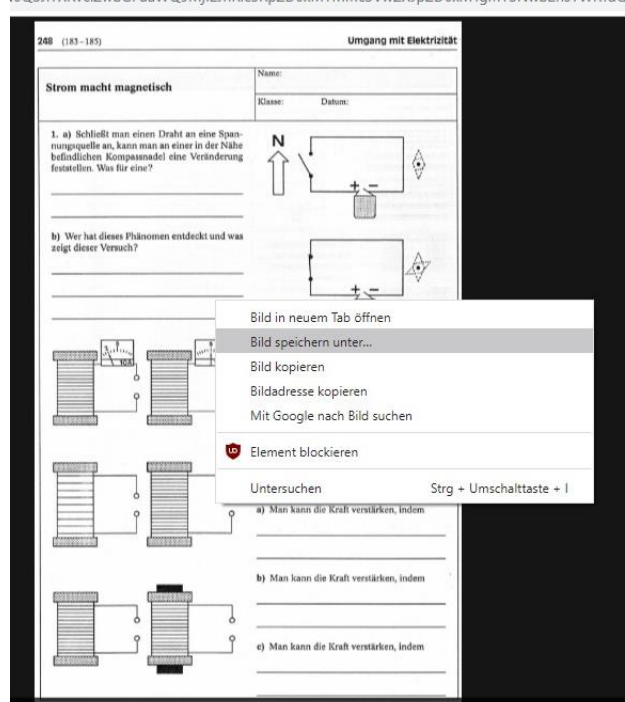 248 (183-185)
Umgang mit Elektrizität
Strom macht magnetisch
Name:
Klasse: Datum:
1. a) Schließt man einen Draht an eine Span-
nungsquelle an, kann man an einer in der Nähe
befindlichen Kompassnadel eine Veränderung
feststellen. Was für eine?
N
+ −
b) Wer hat dieses Phänomen entdeckt und was
zeigt dieser Versuch?
+ −
Bild in neuem Tab öffnen
Bild speichern unter...
Bild kopieren
Bildadresse kopieren
Mit Google nach Bild suchen
Element blockieren
Untersuchen Strg + Umschalttaste + I
a) Man kann die Kraft verstärken, indem
b) Man kann die Kraft verstärken, indem
c) Man kann die Kraft verstärken, indem